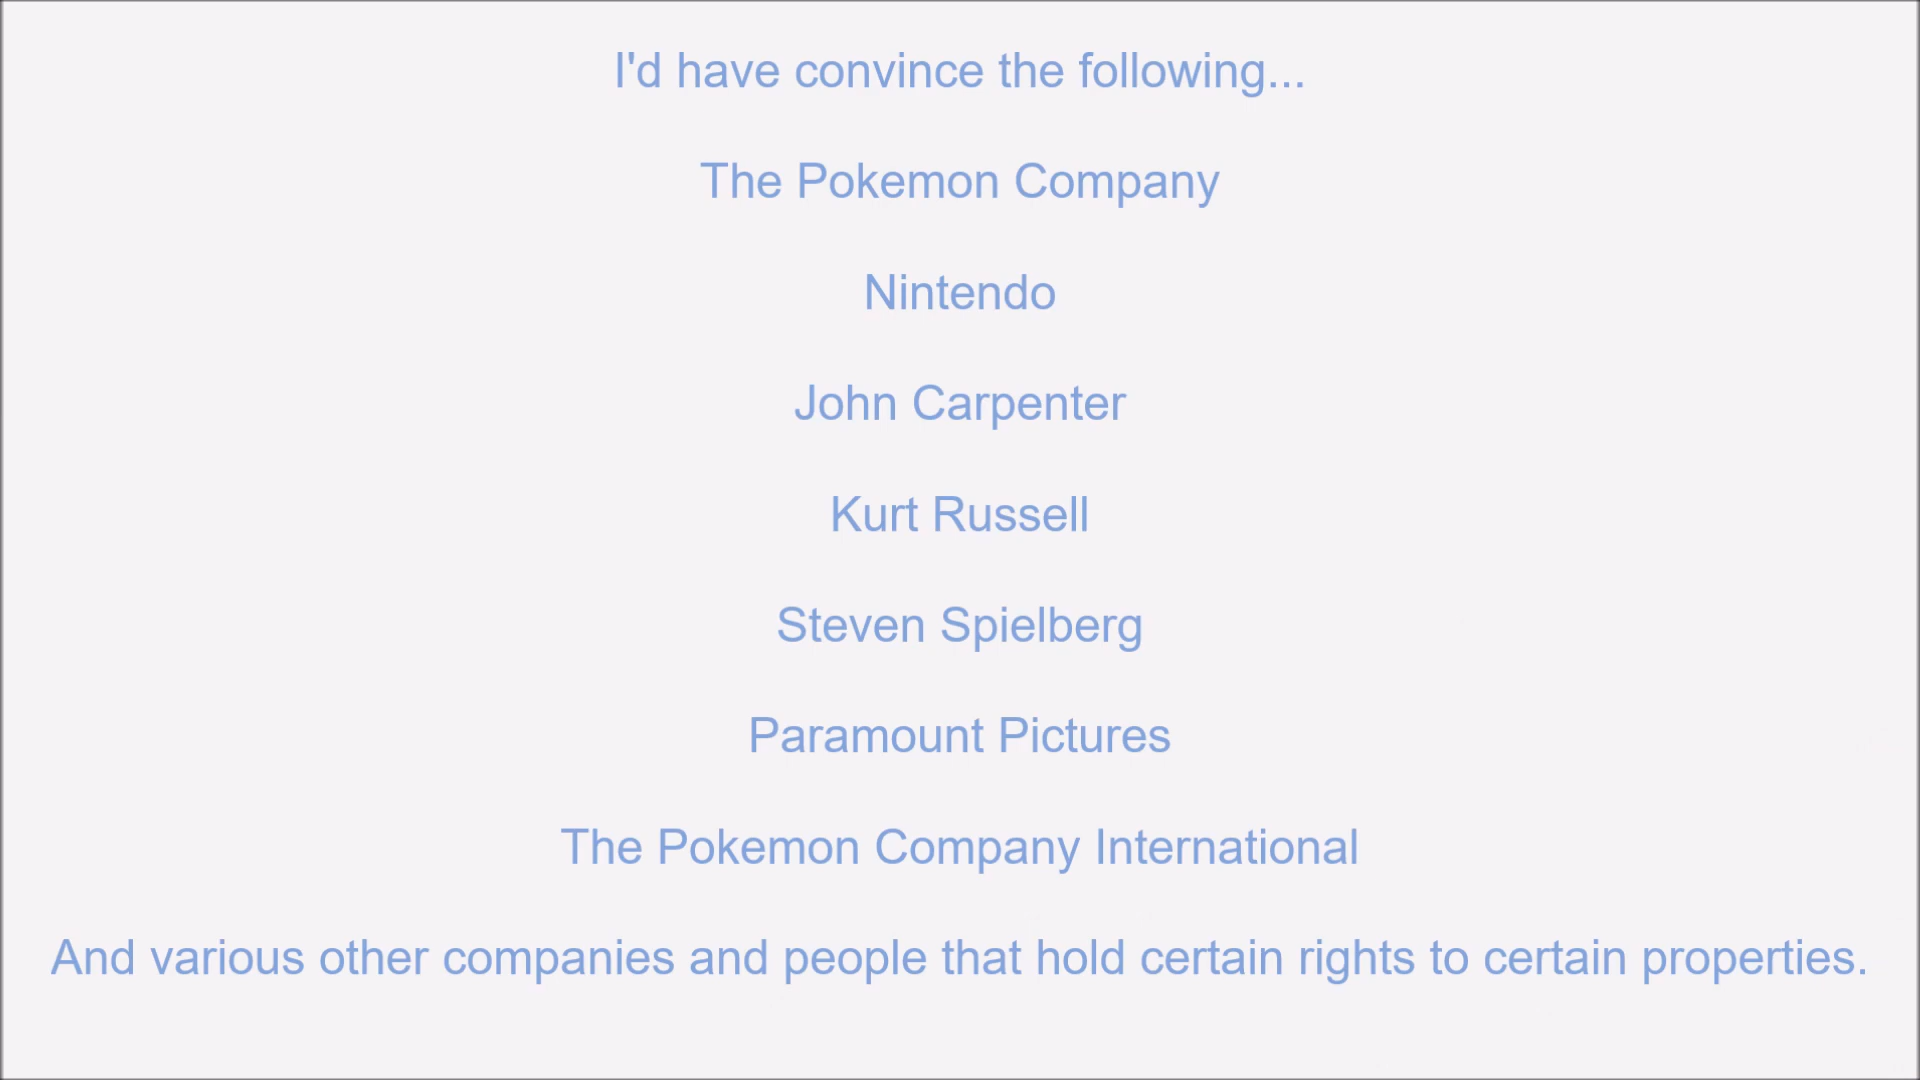 I'd have convince the following...
The Pokemon Company
Nintendo
John Carpenter
Kurt Russell
Steven Spielberg
Paramount Pictures
The Pokemon Company International
And various other companies and people that hold certain rights to certain properties.